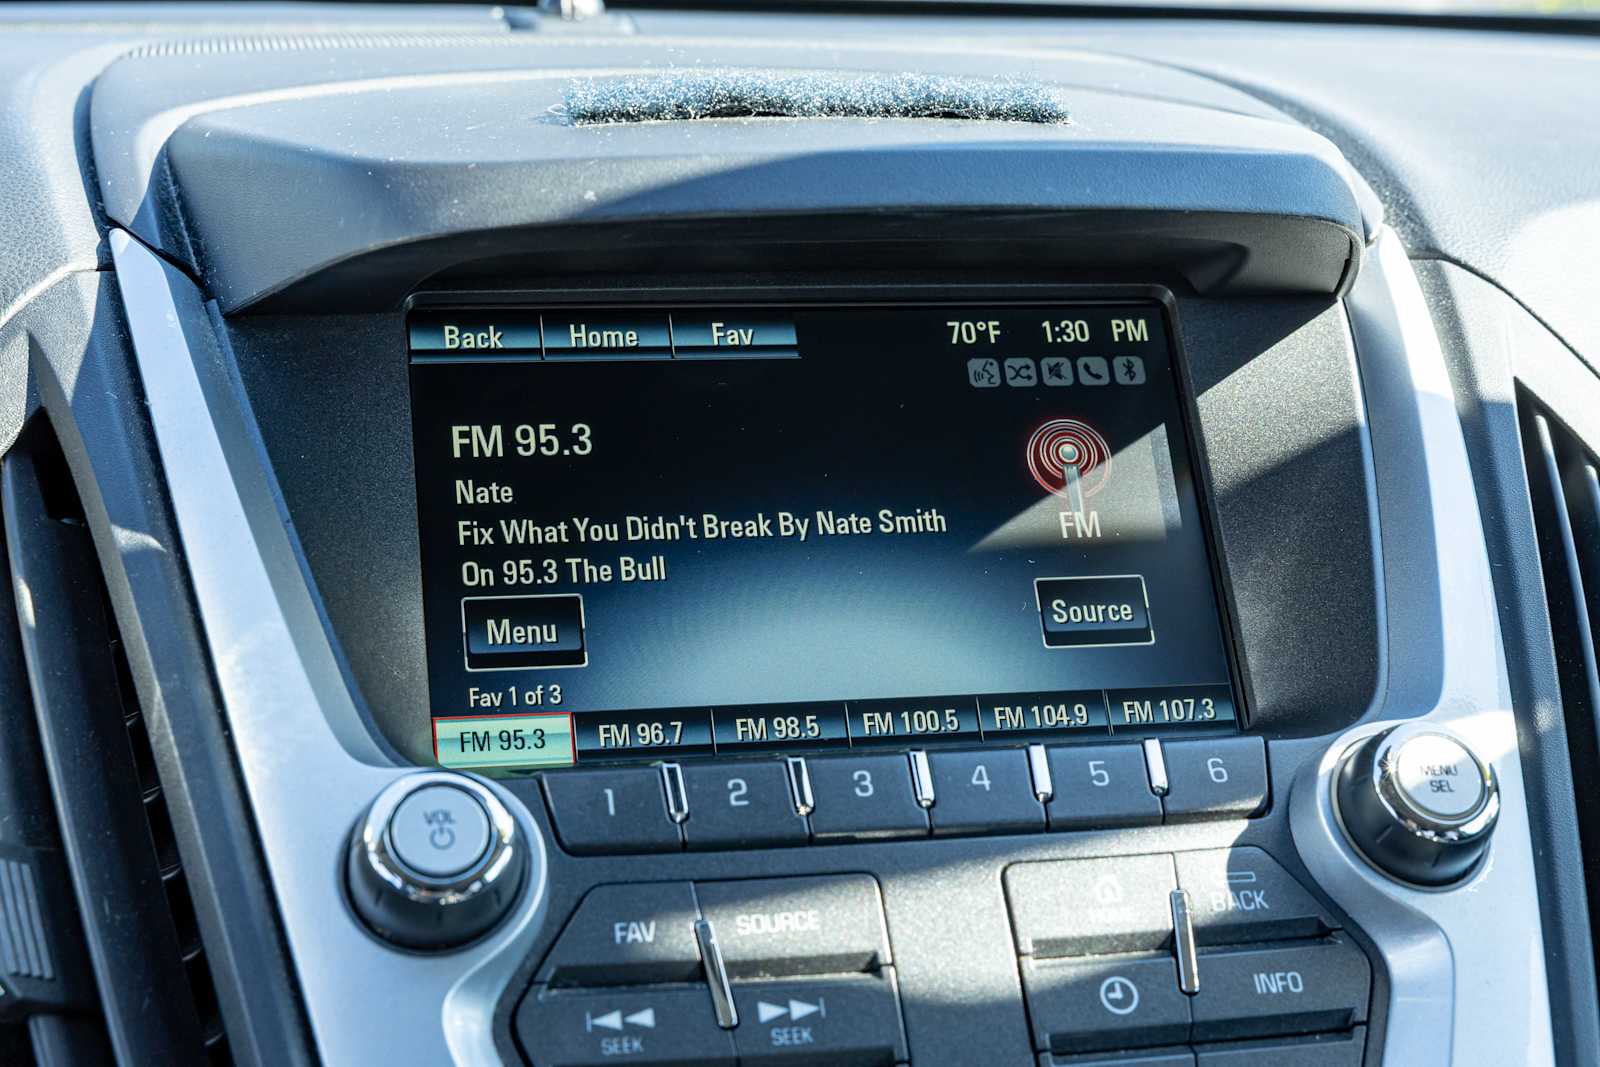 Back Home Fav 70°F 1:30 PM
FM 95.3
Nate
Fix What You Didn't Break By Nate Smith
On 95.3 The Bull
FM
Menu Source
Fav 1 of 3
FM 95.3 FM 96.7 FM 98.5 FM 100.5 FM 104.9 FM 107.3
1 2 3 4 5 6
VOL
MENU
SEL
FAV SOURCE
HOME BACK
INFO
SEEK SEEK